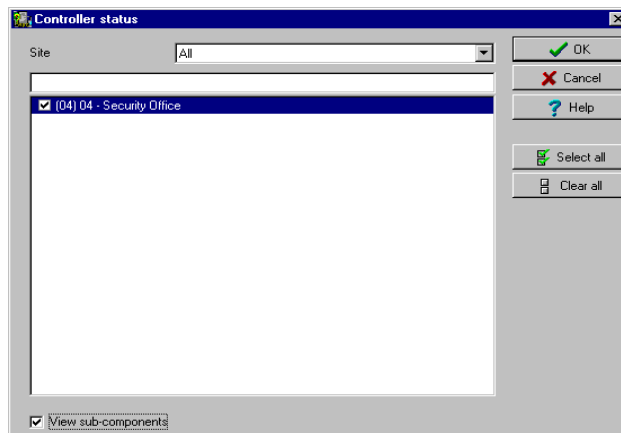 Controller status
Site
All
OK
Cancel
(04) 04 - Security Office
Help
Select all
Clear all
View sub-components